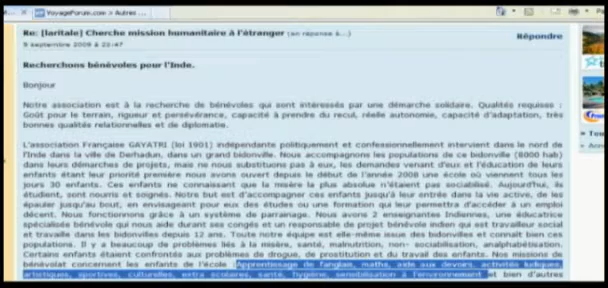 VoyageForum.com > Autres ...
Re: [laritale] Cherche mission humanitaire à l'étranger (en réponse à...)
Répondre
9 septembre 2009 à 22:47
Recherchons bénévoles pour l'Inde.
Bonjour
Notre association est à la recherche de bénévoles qui sont intéressés par une démarche solidaire. Qualités requises :
Goût pour le terrain, rigueur et persévérance, capacité à prendre du recul, réelle autonomie, capacité d'adaptation, très
bonnes qualités relationnelles et de diplomatie.
L'association Française GAYATRI (loi 1901) indépendante politiquement et confessionnellement intervient dans le nord de
l'Inde dans la ville de Derhadun, dans un grand bidonville. Nous accompagnons les populations de ce bidonville (8000 hab)
dans leurs démarches de projets, mais ne nous substituons pas à eux, les demandes venant d'eux et l'éducation de leurs
enfants étant leur priorité première nous avons ouvert depuis le début de l'année 2008 une école où viennent tous les
jours 30 enfants. Ces enfants ne connaissant que la misère la plus absolue n'étaient pas sociabilisé. Aujourd'hui, ils
étudient, sont nourris et soignés. Notre but est d'accompagner ces enfants jusqu'à leur entrée dans la vie active, de les
épauler jusqu'au bout, en envisageant pour eux des études ou une formation qui leur permettra d'accéder à un emploi
décent. Nous fonctionnons grâce à un système de parrainage. Nous avons 2 enseignantes Indiennes, une éducatrice
spécialisée bénévole qui nous aide durant ses congés et un responsable de projet bénévole indien qui est travailleur social
et travaille dans les bidonvilles depuis 12 ans. Toute notre équipe est elle-même issue des bidonvilles et connaît bien ces
populations. Il y a beaucoup de problèmes liés à la misère, santé, malnutrition, non- sociabilisation, analphabétisation.
Certains enfants étaient confrontés aux problèmes de drogue, de prostitution et du travail des enfants. Nos missions de
bénévolat concernant les enfants de l'école : Apprentissage de l'anglais, maths, aide aux devoirs, activités ludiques,
artistiques, sportives, culturelles, extra scolaires, santé, hygiène, sensibilisation à l'environnement et bien d'autres